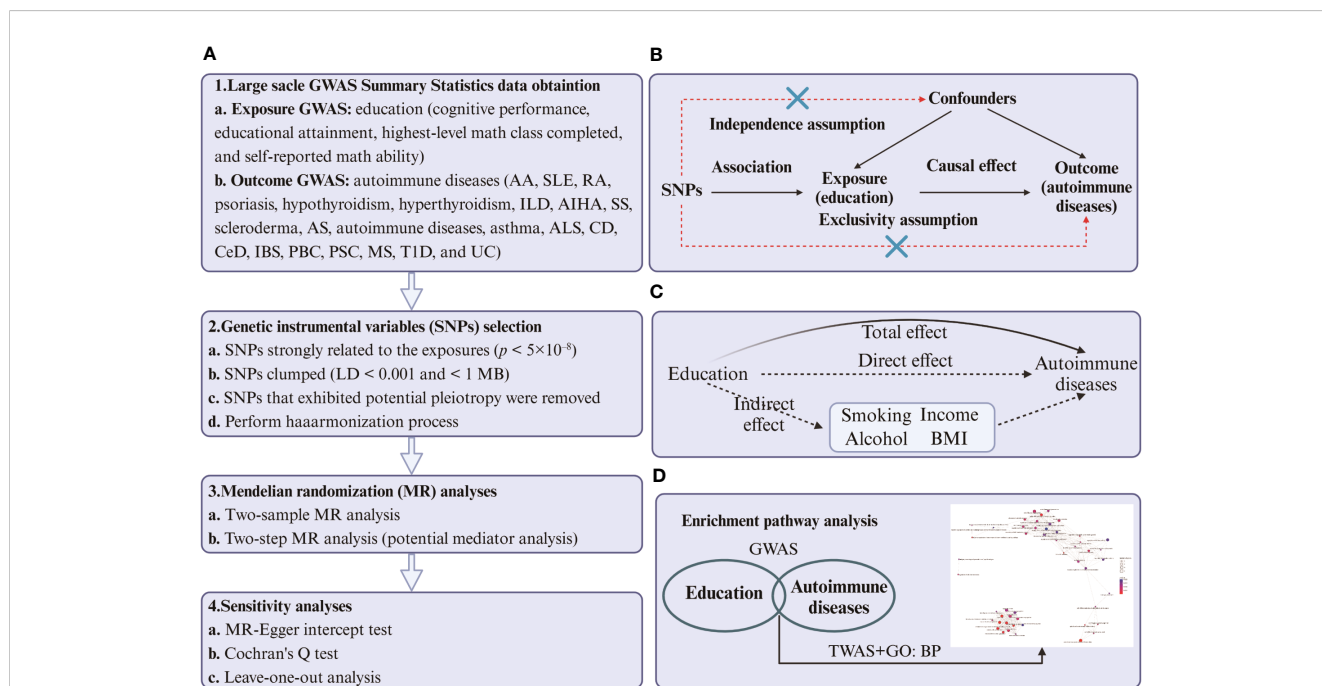 A
1.Large sacle GWAS Summary Statistics data obtaintion
a. Exposure GWAS: education (cognitive performance,
educational attainment, highest-level math class completed,
and self-reported math ability)
b. Outcome GWAS: autoimmune diseases (AA, SLE, RA,
psoriasis, hypothyroidism, hyperthyroidism, ILD, AIHA, SS,
scleroderma, AS, autoimmune diseases, asthma, ALS, CD,
CeD, IBS, PBC, PSC, MS, T1D, and UC)
2.Genetic instrumental variables (SNPs) selection
a. SNPs strongly related to the exposures (p < 5×10⁻⁸)
b. SNPs clumped (LD < 0.001 and < 1 MB)
c. SNPs that exhibited potential pleiotropy were removed
d. Perform haaarmonization process
3.Mendelian randomization (MR) analyses
a. Two-sample MR analysis
b. Two-step MR analysis (potential mediator analysis)
4.Sensitivity analyses
a. MR-Egger intercept test
b. Cochran's Q test
c. Leave-one-out analysis
B
Confounders
Independence assumption
Association
Causal effect
SNPs
Exposure
(education)
Outcome
(autoimmune
diseases)
Exclusivity assumption
C
Total effect
Direct effect
Education
Autoimmune
diseases
Indirect
effect
Smoking Income
Alcohol BMI
D
Enrichment pathway analysis
GWAS
Education
Autoimmune
diseases
TWAS+GO: BP